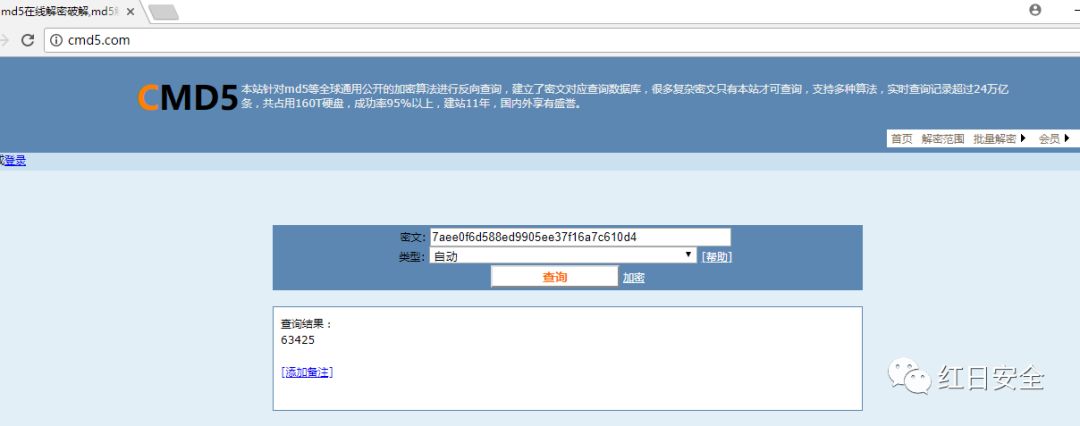 md5在线解密破解,md5
cmd5.com
CMD5 本站针对md5等全球通用公开的加密算法进行反向查询，建立了密文对应查询数据库，很多复杂密文只有本站才可查询，支持多种算法，实时查询记录超过24万亿
条，共占用160T硬盘，成功率95%以上，建站11年，国内外享有盛誉。
首页 解密范围 批量解密 会员
或登录
密文: 7aee0f6d588ed9905ee37f16a7c610d4
类型: 自动 [帮助]
查询 加密
查询结果：
63425
[添加备注]
红日安全